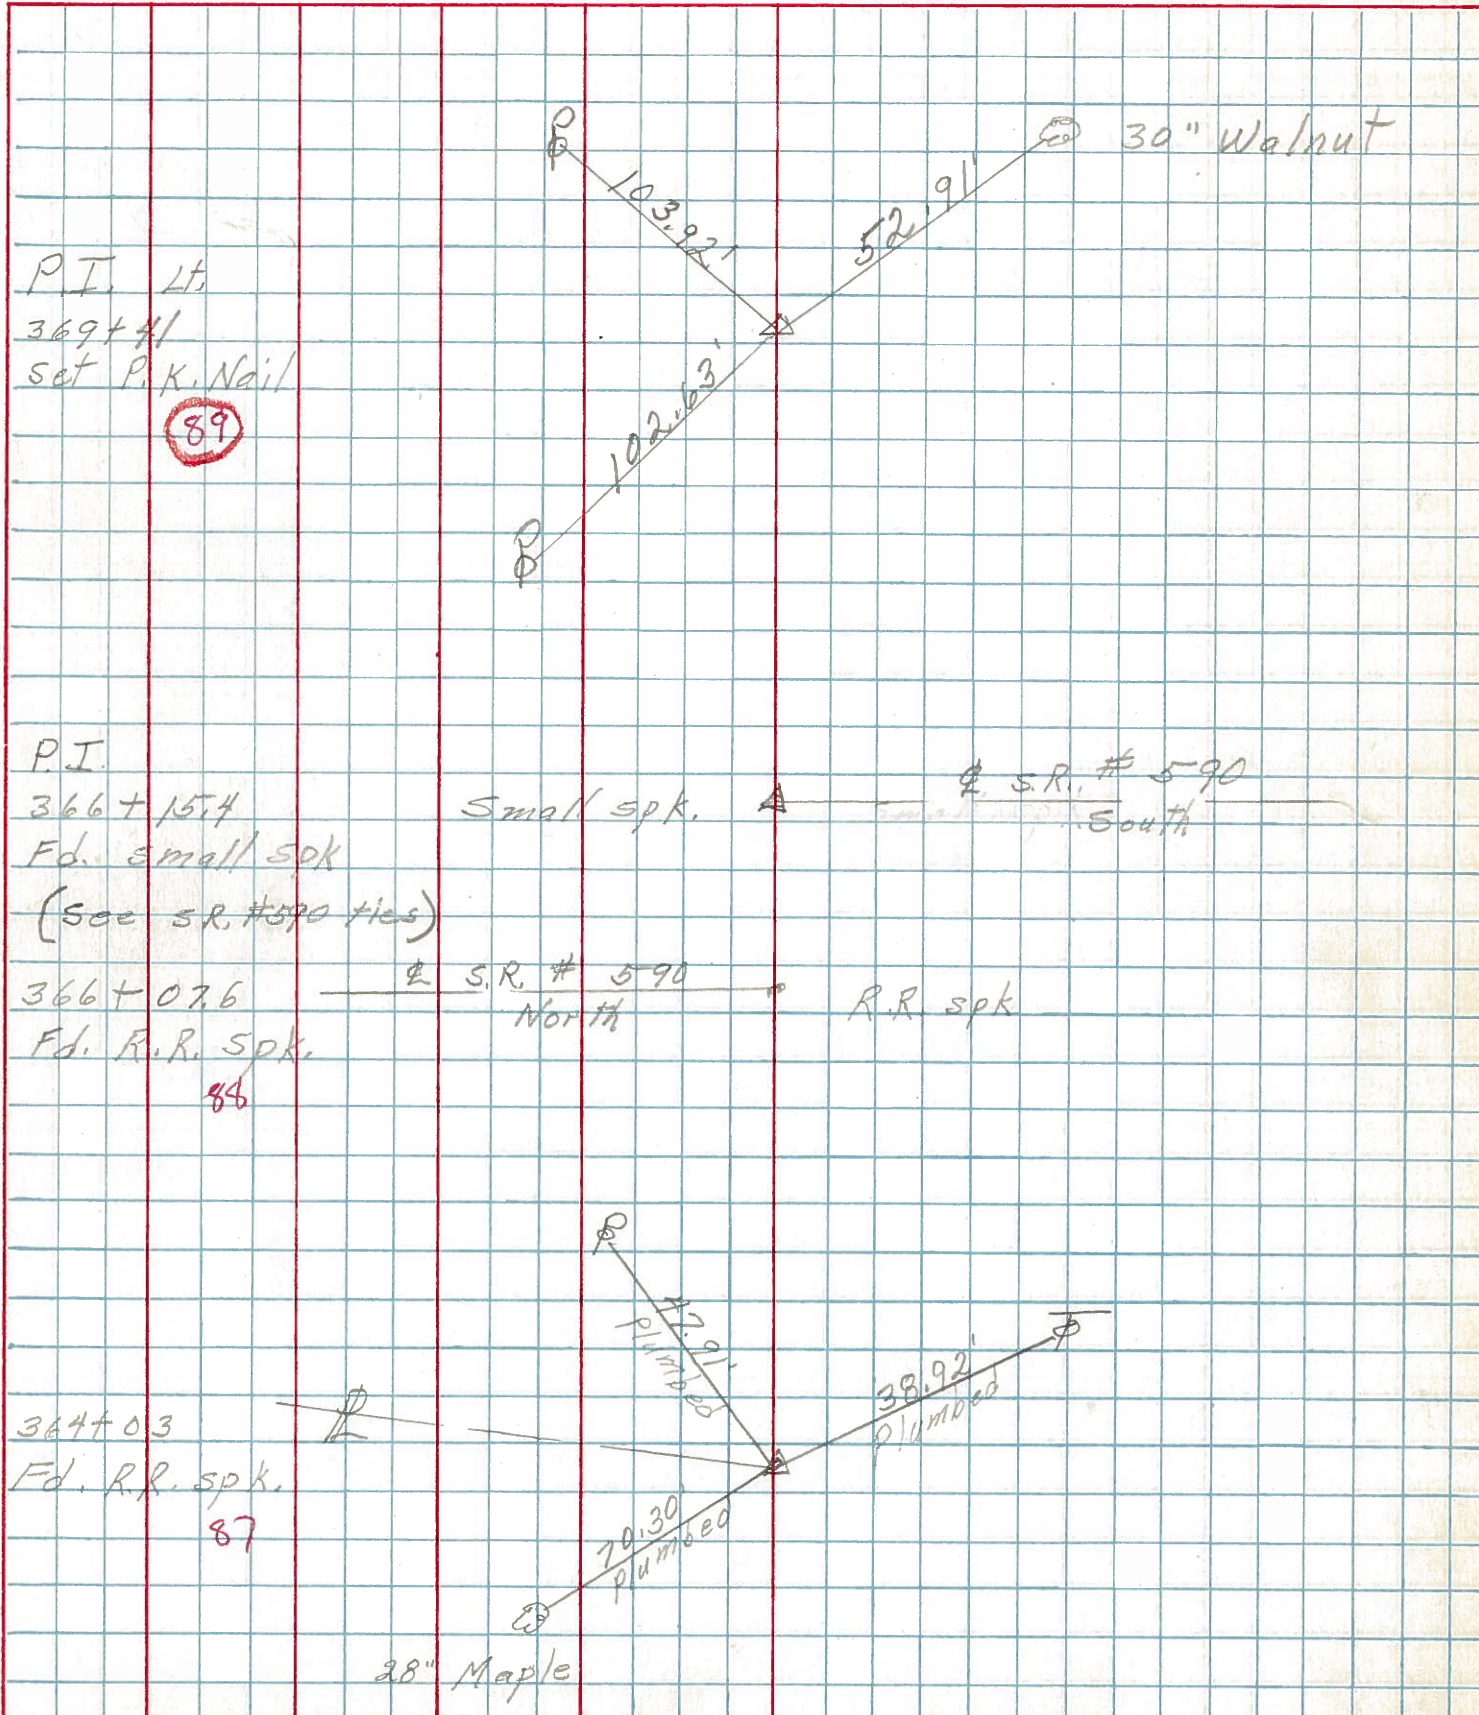 30" Walnut
103.92'
52.91'
P.I. Lt.
369+41
Set P.K. Nail
89
102.63'
P.I.
366+15.4
Fd. small spk
(See S.R. #590 ties)
Small spk.
℄ S.R. # 590
South
366+07.6
Fd. R.R. spk.
88
℄ S.R. # 590
North
R.R. spk
Plumbed
38.92'
Plumbed
364+03
Fd. R.R. spk.
87
70.30'
Plumbed
28" Maple